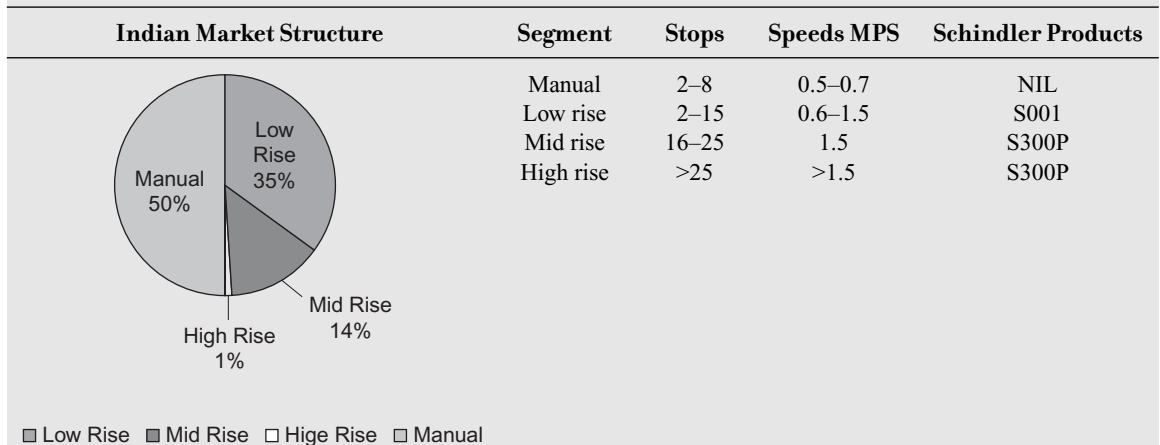 Indian Market Structure Segment Stops Speeds MPS Schindler Products
Manual 2–8 0.5–0.7 NIL
Low rise 2–15 0.6–1.5 S001
Mid rise 16–25 1.5 S300P
High rise >25 >1.5 S300P
Low
Rise
35%
Manual
50%
Mid Rise
14%
High Rise
1%
Low Rise Mid Rise Hige Rise Manual